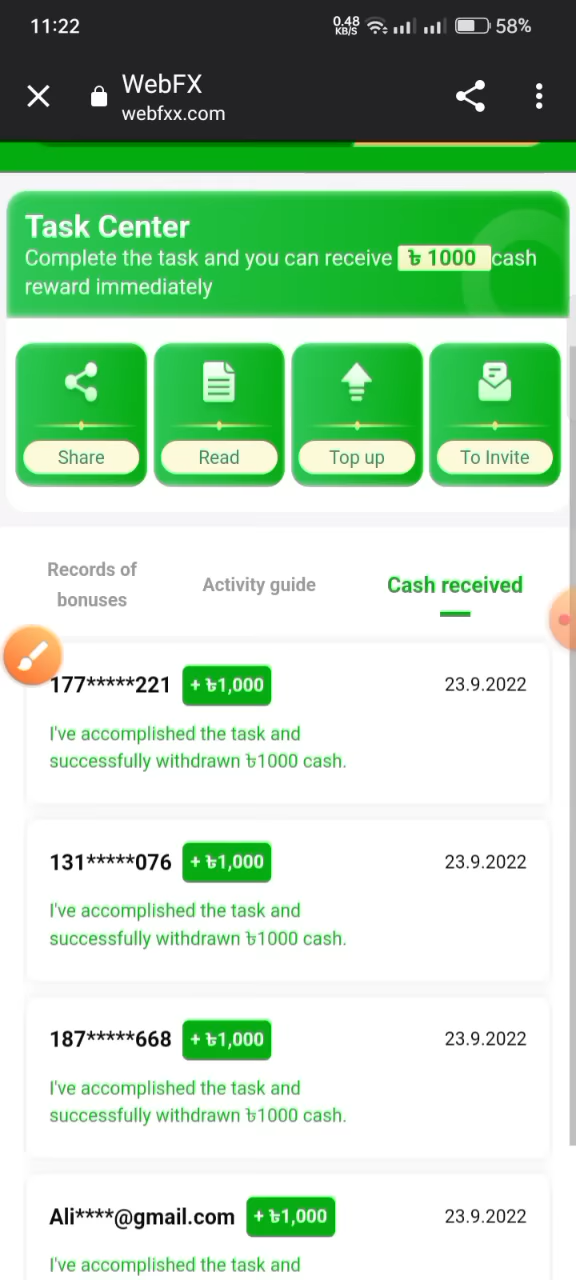 11:22
0.48
KB/S
58%
WebFX
webfxx.com
Task Center
Complete the task and you can receive ৳ 1000 cash
reward immediately
Share
Read
Top up
To Invite
Records of
bonuses
Activity guide
Cash received
177*****221 + ৳1,000 23.9.2022
I've accomplished the task and
successfully withdrawn ৳1000 cash.
131*****076 + ৳1,000 23.9.2022
I've accomplished the task and
successfully withdrawn ৳1000 cash.
187*****668 + ৳1,000 23.9.2022
I've accomplished the task and
successfully withdrawn ৳1000 cash.
Ali****@gmail.com + ৳1,000 23.9.2022
I've accomplished the task and